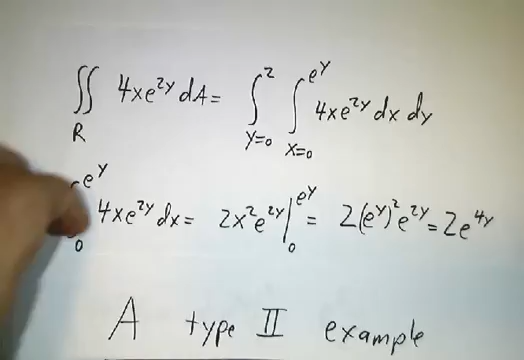 ∬_R 4xe^{2y} dA = ∫_{y=0}^{2} ∫_{x=0}^{e^y} 4xe^{2y} dx dy
∫_0^{e^y} 4xe^{2y} dx = 2x^2e^{2y} |_0^{e^y} = 2(e^y)^2 e^{2y} = 2e^{4y}
A type II example